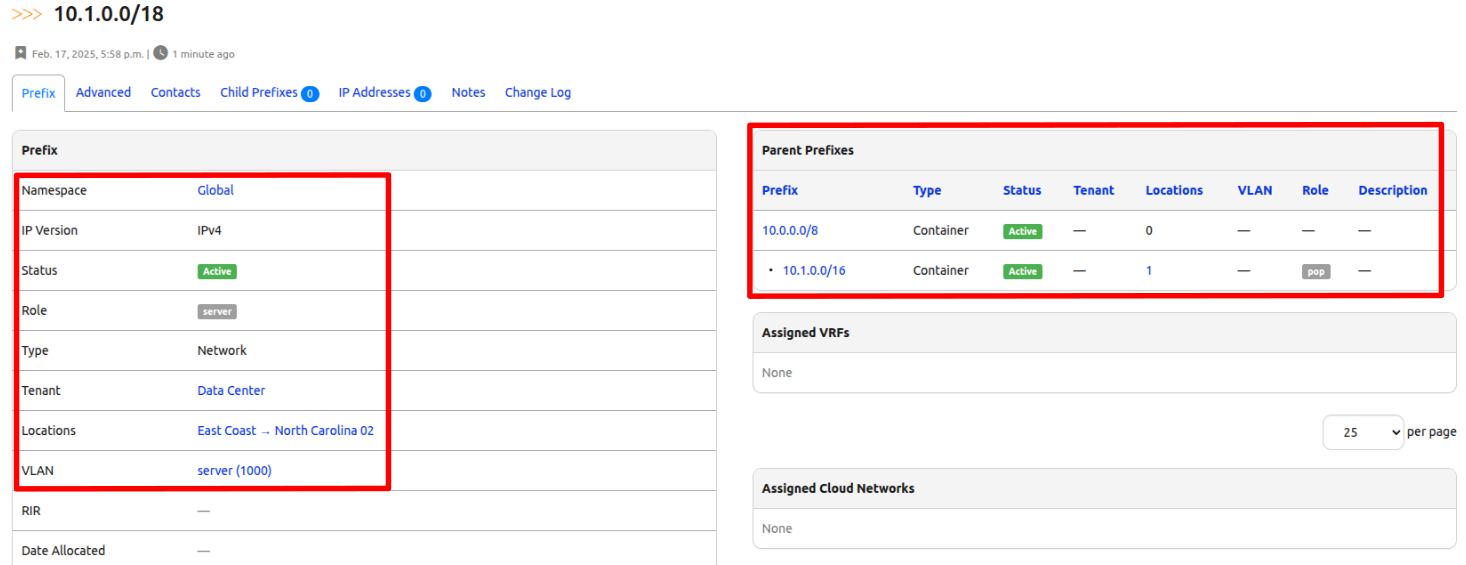 >>> 10.1.0.0/18
Feb. 17, 2025, 5:58 p.m. | 1 minute ago
Prefix Advanced Contacts Child Prefixes 0 IP Addresses 0 Notes Change Log
Prefix
Namespace Global
IP Version IPv4
Status Active
Role server
Type Network
Tenant Data Center
Locations East Coast → North Carolina 02
VLAN server (1000)
RIR —
Date Allocated —
Parent Prefixes
Prefix Type Status Tenant Locations VLAN Role Description
10.0.0.0/8 Container Active — 0 — — —
• 10.1.0.0/16 Container Active — 1 — pop —
Assigned VRFs
None
25 per page
Assigned Cloud Networks
None